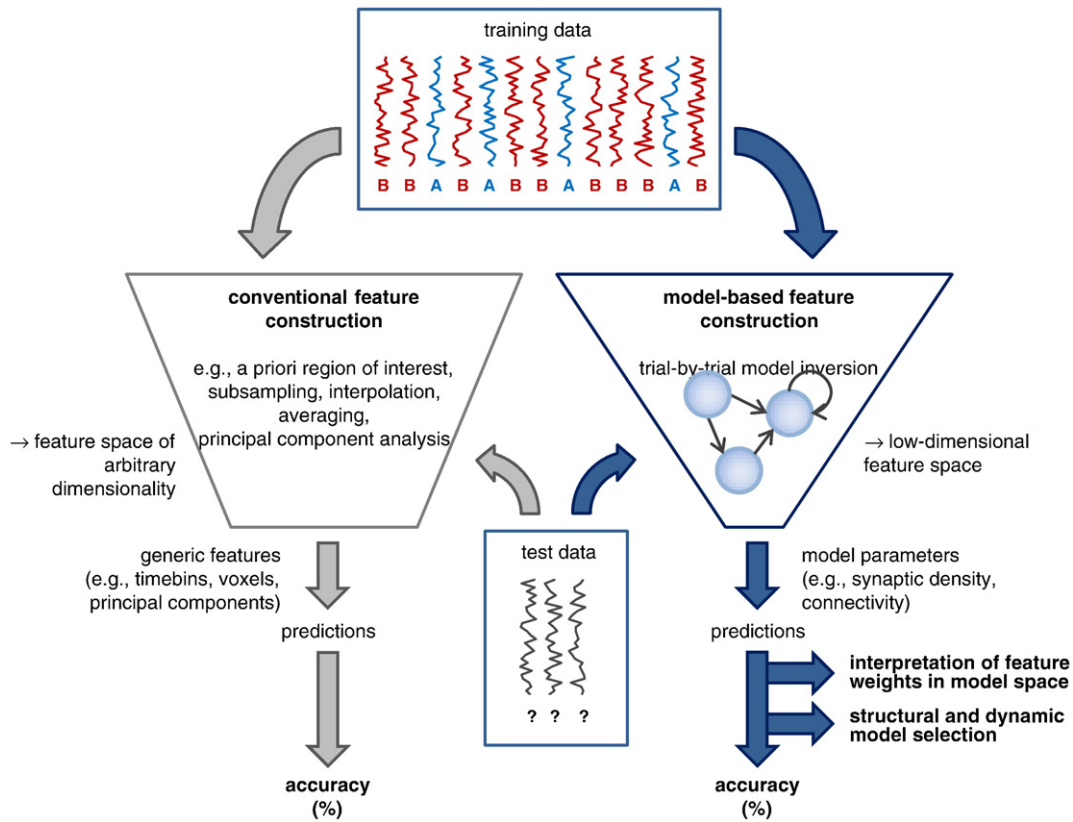 training data
B B A B A B B A B B B A B
conventional feature
construction
e.g., a priori region of interest,
subsampling, interpolation,
averaging,
principal component analysis
→ feature space of
arbitrary
dimensionality
model-based feature
construction
trial-by-trial model inversion
→ low-dimensional
feature space
test data
? ? ?
generic features
(e.g., timebins, voxels,
principal components)
predictions
accuracy
(%)
model parameters
(e.g., synaptic density,
connectivity)
predictions
interpretation of feature
weights in model space
structural and dynamic
model selection
accuracy
(%)